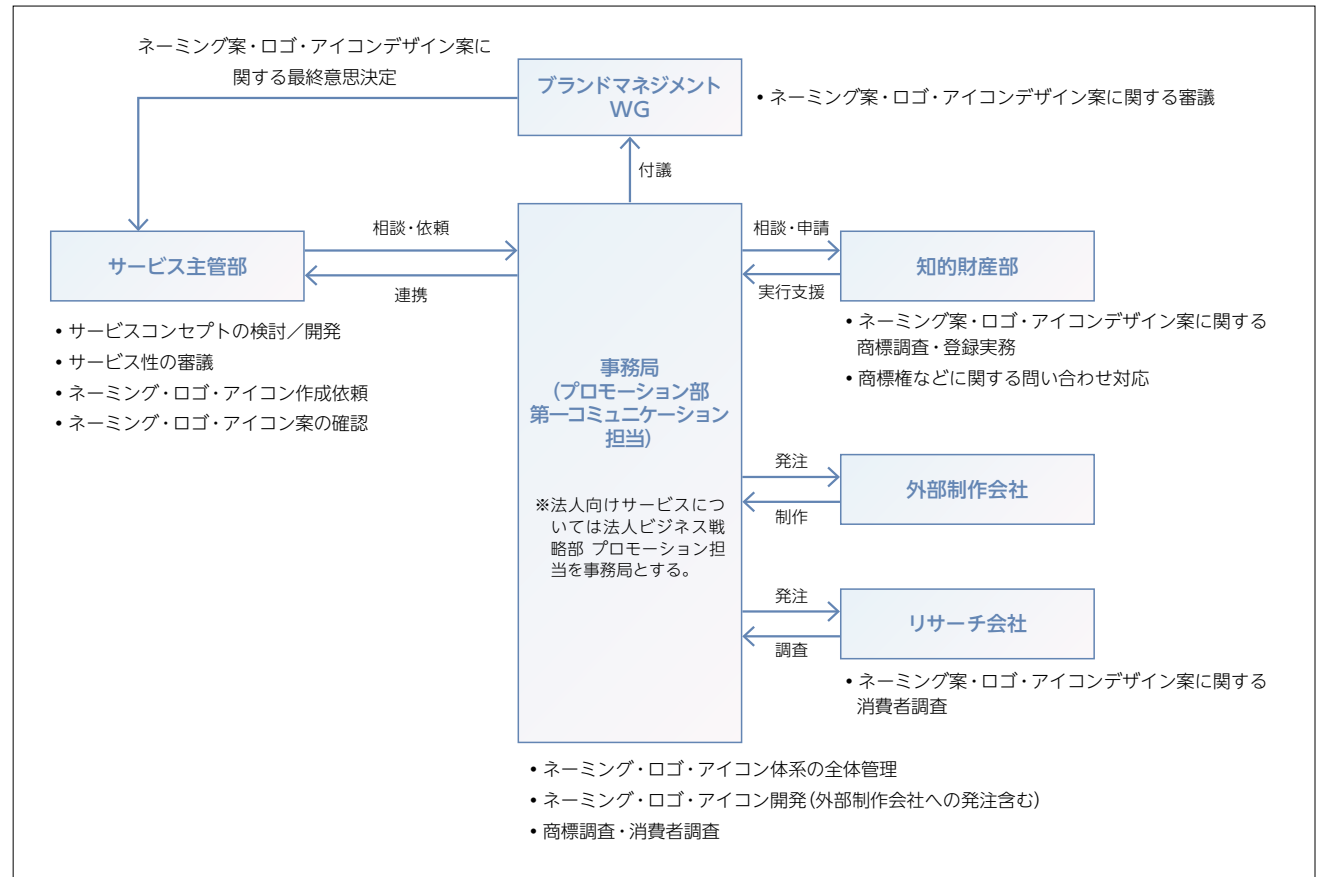 ネーミング案・ロゴ・アイコンデザイン案に
関する最終意思決定
ブランドマネジメント
WG
•ネーミング案・ロゴ・アイコンデザイン案に関する審議
付議
相談・依頼
連携
サービス主管部
•サービスコンセプトの検討／開発
•サービス性の審議
•ネーミング・ロゴ・アイコン作成依頼
•ネーミング・ロゴ・アイコン案の確認
事務局
(プロモーション部
第一コミュニケーション
担当)
※法人向けサービスにつ
いては法人ビジネス戦
略部 プロモーション担
当を事務局とする。
相談・申請
実行支援
知的財産部
•ネーミング案・ロゴ・アイコンデザイン案に関する
商標調査・登録実務
•商標権などに関する問い合わせ対応
発注
制作
外部制作会社
発注
調査
リサーチ会社
•ネーミング案・ロゴ・アイコンデザイン案に関する
消費者調査
•ネーミング・ロゴ・アイコン体系の全体管理
•ネーミング・ロゴ・アイコン開発(外部制作会社への発注含む)
•商標調査・消費者調査